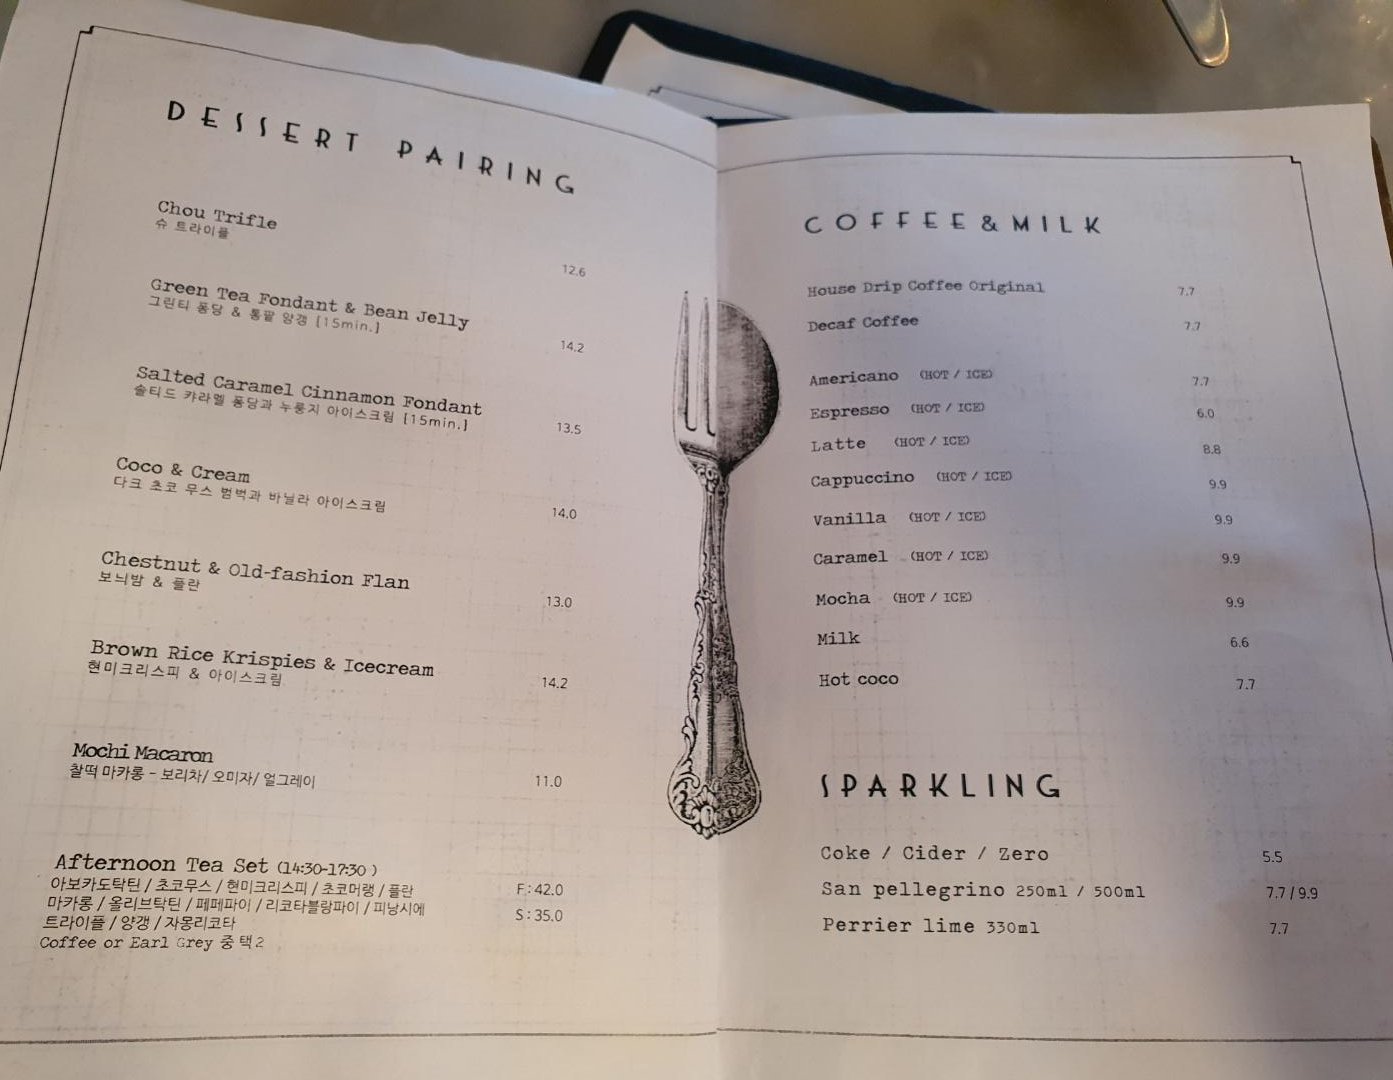 DESSERT PAIRING
Chou Trifle
슈 트라이플
12.6
Green Tea Fondant & Bean Jelly
그린티 퐁당 & 통팥 양갱 [15min.]
14.2
Salted Caramel Cinnamon Fondant
솔티드 캬라멜 퐁당과 누룽지 아이스크림 [15min.]
13.5
Coco & Cream
다크 초코 무스 범벅과 바닐라 아이스크림
14.0
Chestnut & Old-fashion Flan
보늬밤 & 플란
13.0
Brown Rice Krispies & Icecream
현미크리스피 & 아이스크림
14.2
Mochi Macaron
찰떡 마카롱 - 보리차/ 오미자/ 얼그레이
11.0
Afternoon Tea Set (14:30-17:30 )
아보카도탁틴 / 초코무스 / 현미크리스피 / 초코머랭 / 플란
F : 42.0
마카롱 / 올리브탁틴 / 페페파이 / 리코타블랑파이 / 피낭시에
S : 35.0
트라이플 / 양갱 / 자몽리코타
Coffee or Earl Grey 중 택 2
COFFEE & MILK
House Drip Coffee Original 7.7
Decaf Coffee 7.7
Americano (HOT / ICE) 7.7
Espresso (HOT / ICE) 6.0
Latte (HOT / ICE) 8.8
Cappuccino (HOT / ICE) 9.9
Vanilla (HOT / ICE) 9.9
Caramel (HOT / ICE) 9.9
Mocha (HOT / ICE) 9.9
Milk 6.6
Hot coco 7.7
SPARKLING
Coke / Cider / Zero 5.5
San pellegrino 250ml / 500ml 7.7 / 9.9
Perrier lime 330ml 7.7